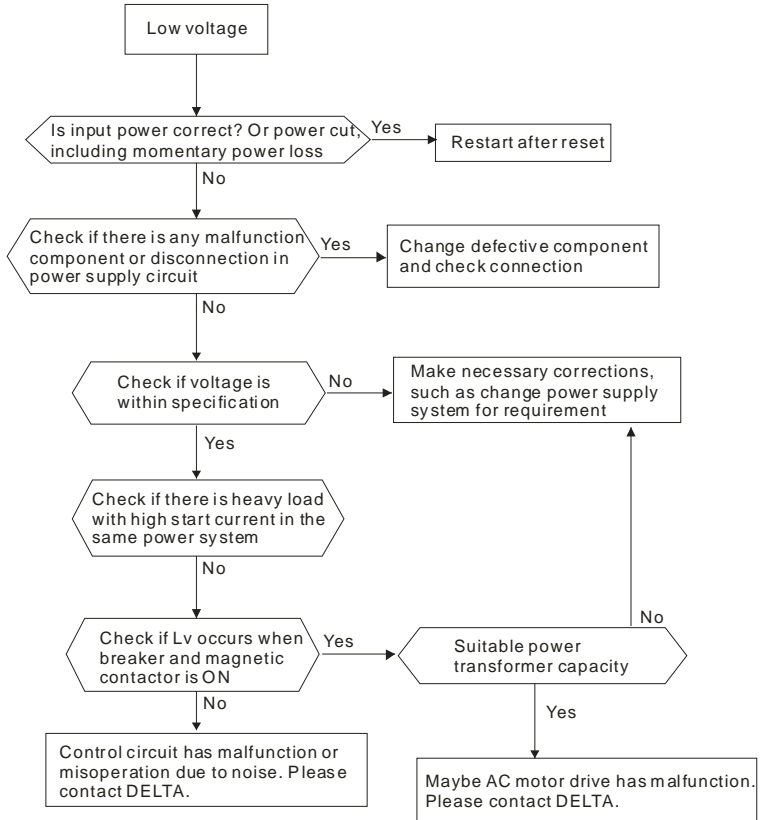 Low voltage
Is input power correct? Or power cut,
including momentary power loss
Yes
Restart after reset
No
Check if there is any malfunction
component or disconnection in
power supply circuit
Yes
Change defective component
and check connection
No
Check if voltage is
within specification
No
Make necessary corrections,
such as change power supply
system for requirement
Yes
Check if there is heavy load
with high start current in the
same power system
No
Check if Lv occurs when
breaker and magnetic
contactor is ON
Yes
Suitable power
transformer capacity
No
No
Yes
Control circuit has malfunction or
misoperation due to noise. Please
contact DELTA.
Maybe AC motor drive has malfunction.
Please contact DELTA.